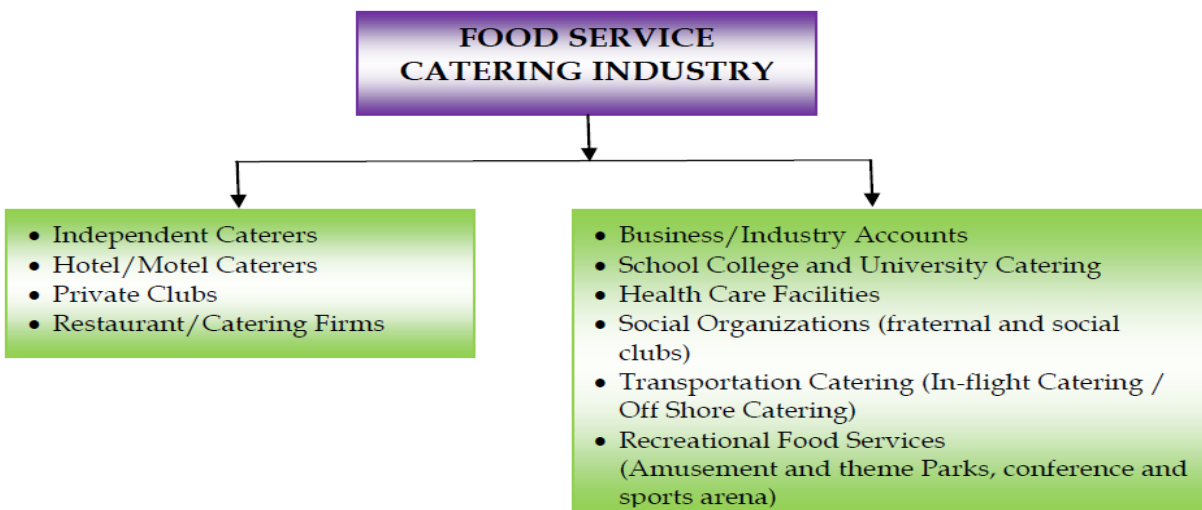 FOOD SERVICE
CATERING INDUSTRY
• Independent Caterers
• Hotel/Motel Caterers
• Private Clubs
• Restaurant/Catering Firms
• Business/Industry Accounts
• School College and University Catering
• Health Care Facilities
• Social Organizations (fraternal and social
clubs)
• Transportation Catering (In-flight Catering /
Off Shore Catering)
• Recreational Food Services
(Amusement and theme Parks, conference and
sports arena)